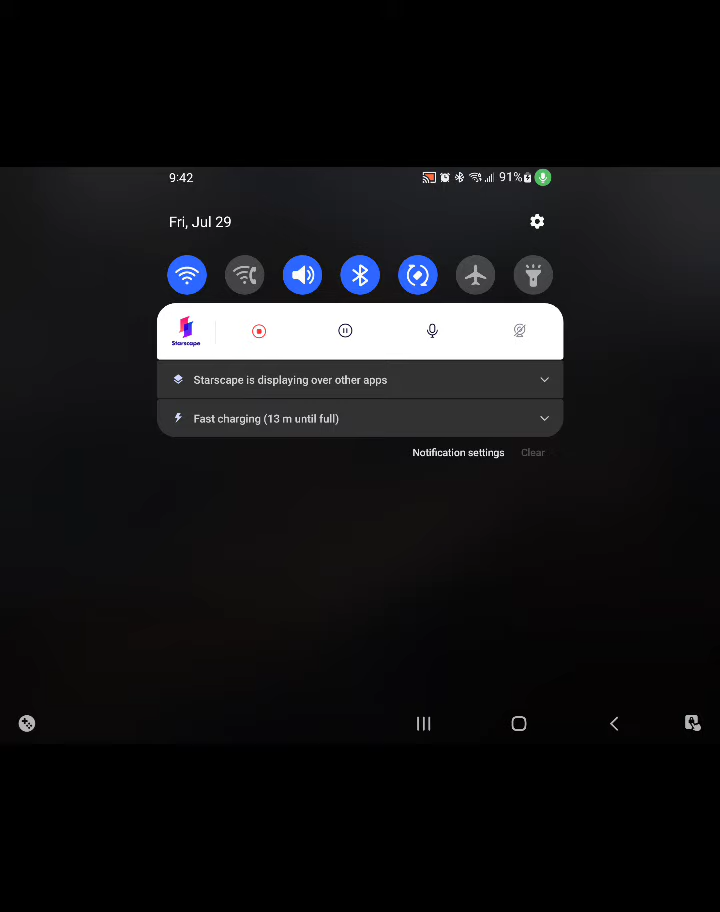 9:42
91%
Fri, Jul 29
Starscape
Starscape is displaying over other apps
Fast charging (13 m until full)
Notification settings
Clear